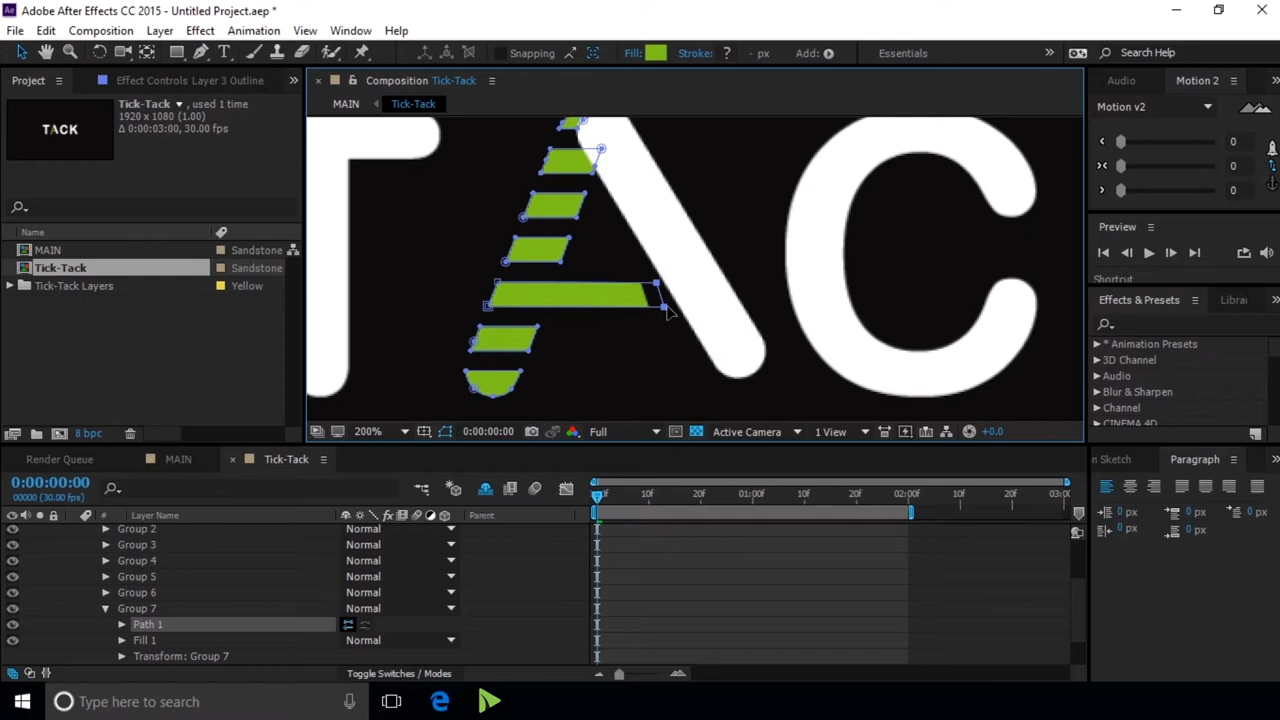 Adobe After Effects CC 2015 - Untitled Project.aep *
File Edit Composition Layer Effect Animation View Window Help
Snapping Fill: Stroke: ? - px Add: Essentials Search Help
Project Effect Controls Layer 3 Outline Composition Tick-Tack Audio Motion 2
MAIN Tick-Tack
Tick-Tack , used 1 time
1920 x 1080 (1.00)
Δ 0:00:03:00, 30.00 fps
TACK
Motion v2
0
0
0
TAC
Name
MAIN Sandstone
Tick-Tack Sandstone
Tick-Tack Layers Yellow
Preview
Shortcut
Effects & Presets Librar
* Animation Presets
3D Channel
Audio
Blur & Sharpen
Channel
CINEMA 4D
8 bpc 200% 0:00:00:00 Full Active Camera 1 View +0.0
Render Queue MAIN Tick-Tack n Sketch Paragraph
0:00:00:00
00000 (30.00 fps)
10f 20f 01:00f 10f 20f 02:00f 10f 20f 03:00
# Layer Name Parent
Group 2 Normal
Group 3 Normal
Group 4 Normal
Group 5 Normal
Group 6 Normal
Group 7 Normal
Path 1
Fill 1 Normal
Transform: Group 7
0 px 0 px 0 px
0 px 0 px
Toggle Switches / Modes
Type here to search